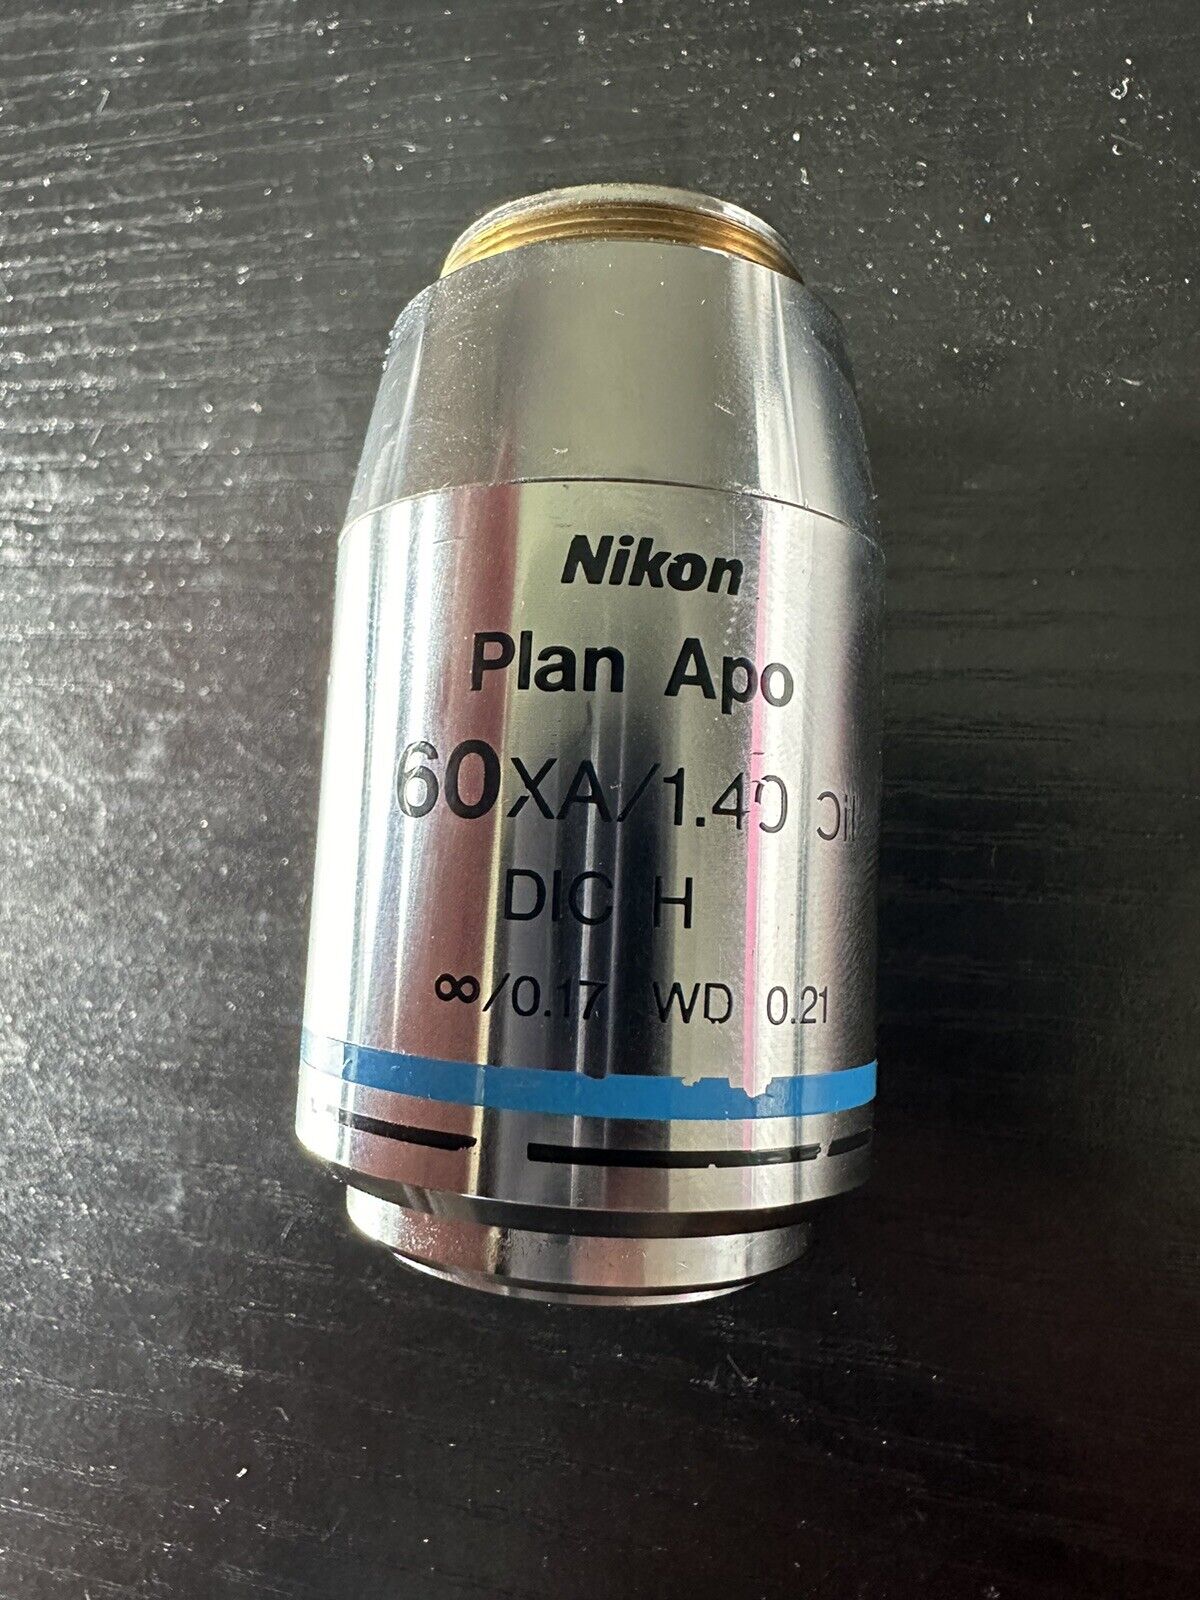 Nikon
Plan Apo
60XA/1.40 Oil
DIC H
∞/0.17 WD 0.21